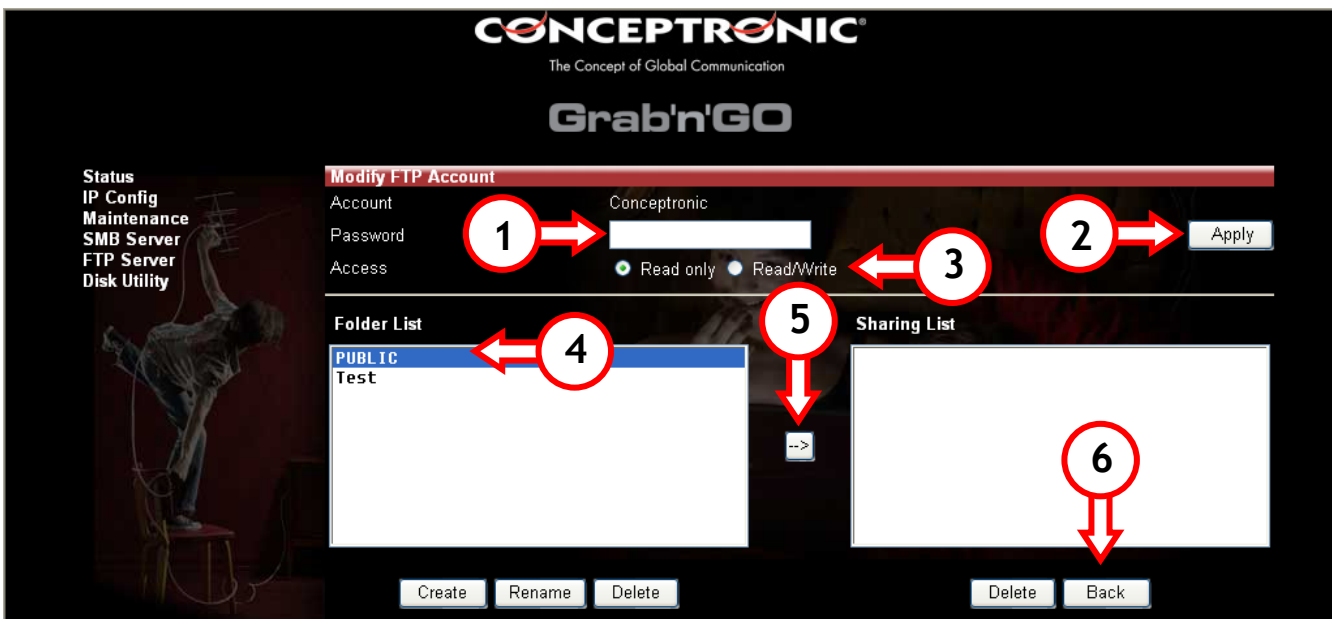 CONCEPTRONIC®
The Concept of Global Communication
Grab'n'GO
Status
IP Config
Maintenance
SMB Server
FTP Server
Disk Utility
Modify FTP Account
Account Conceptronic
Password 1 2 Apply
Access Read only Read/Write 3
Folder List 5 Sharing List
PUBLIC 4
Test
-->
6
Create Rename Delete Delete Back